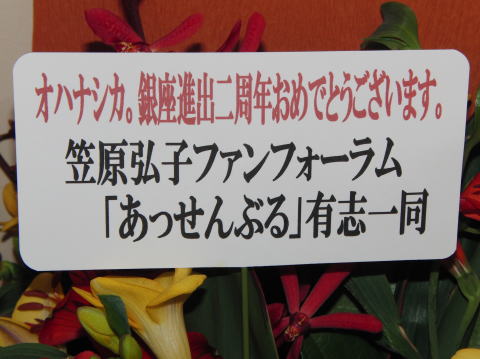 オハナシカ。銀座進出二周年おめでとうございます。
笠原弘子ファンフォーラム
「あっせんぶる」有志一同